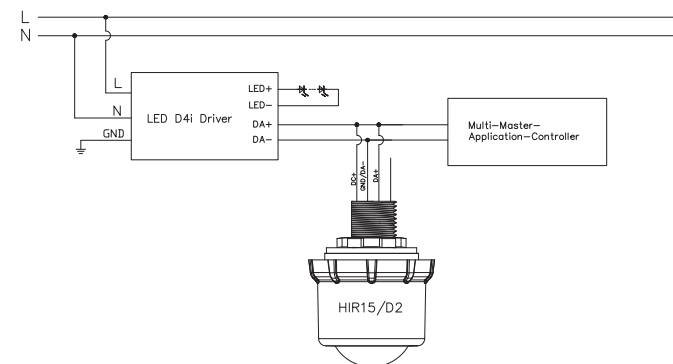 L
N
L
N
GND
LED D4i Driver
LED+
LED-
DA+
DA-
Multi-Master-
Application-Controller
DC+
GND/DA-
DA+
HIR15/D2